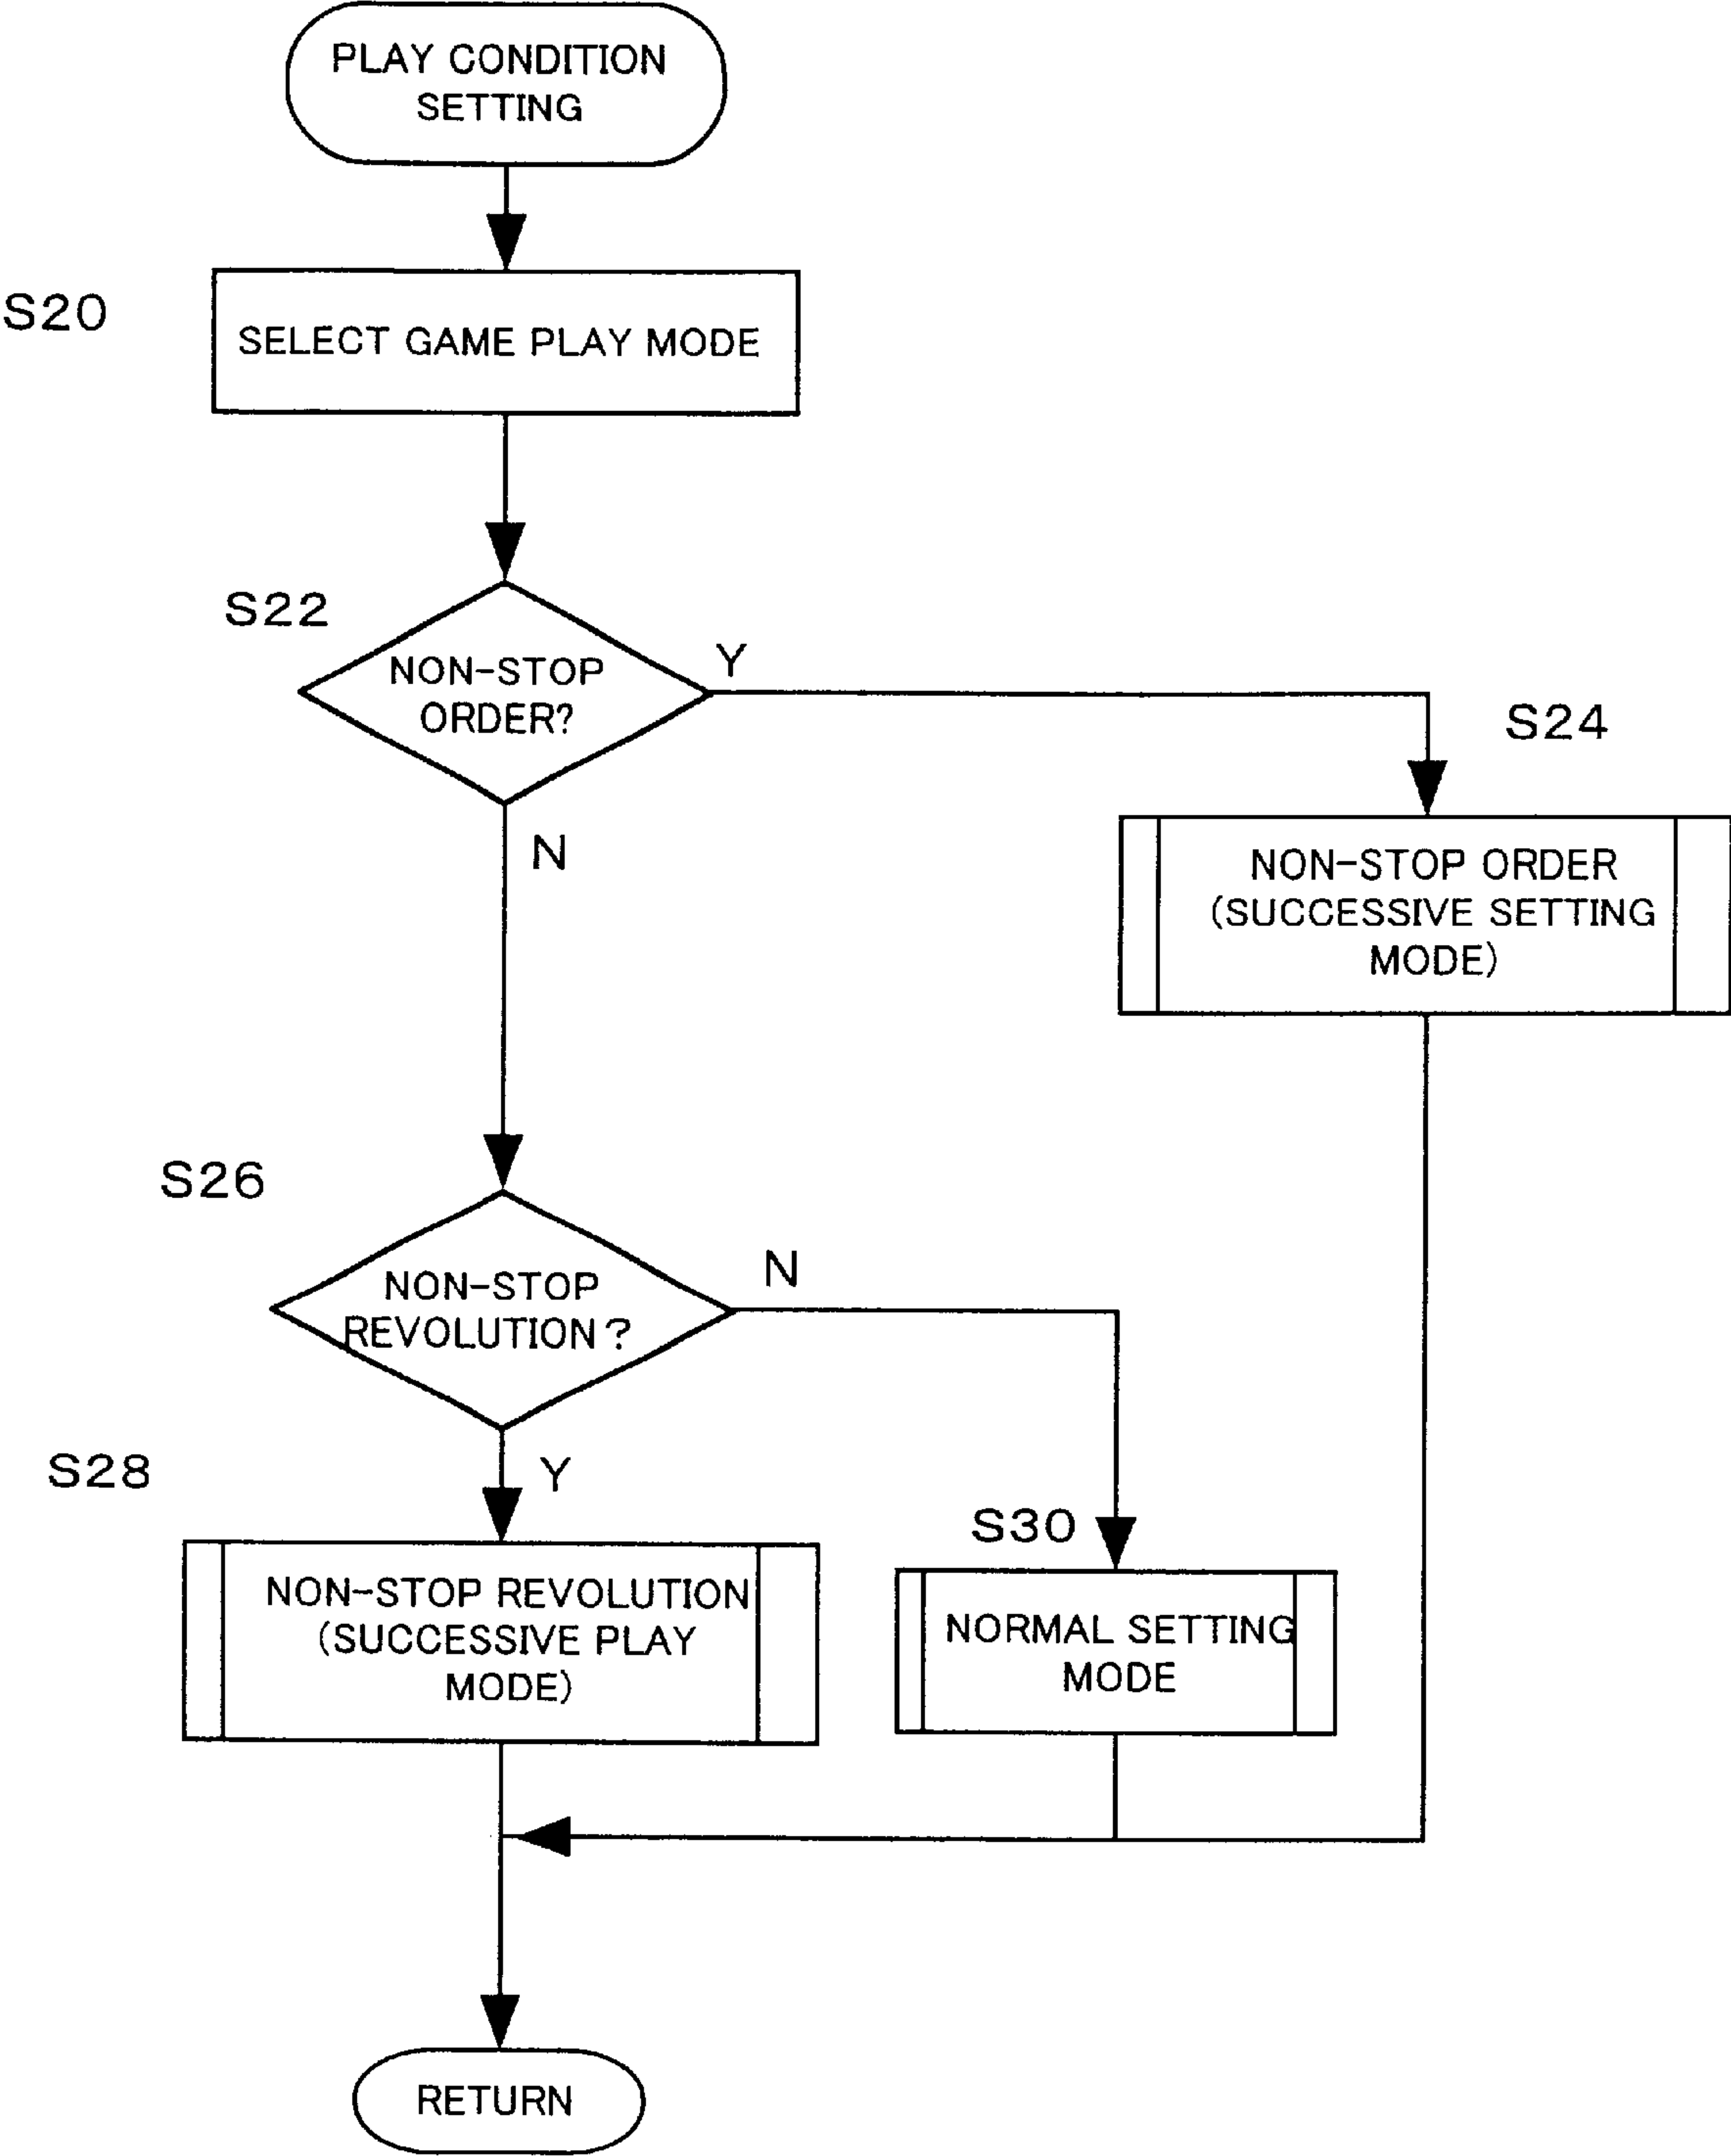 PLAY CONDITION
SETTING
S20
SELECT GAME PLAY MODE
S22
NON-STOP
ORDER?
Y
N
S24
NON-STOP ORDER
(SUCCESSIVE SETTING
MODE)
S26
NON-STOP
REVOLUTION?
N
Y
S28
NON-STOP REVOLUTION
(SUCCESSIVE PLAY
MODE)
S30
NORMAL SETTING
MODE
RETURN